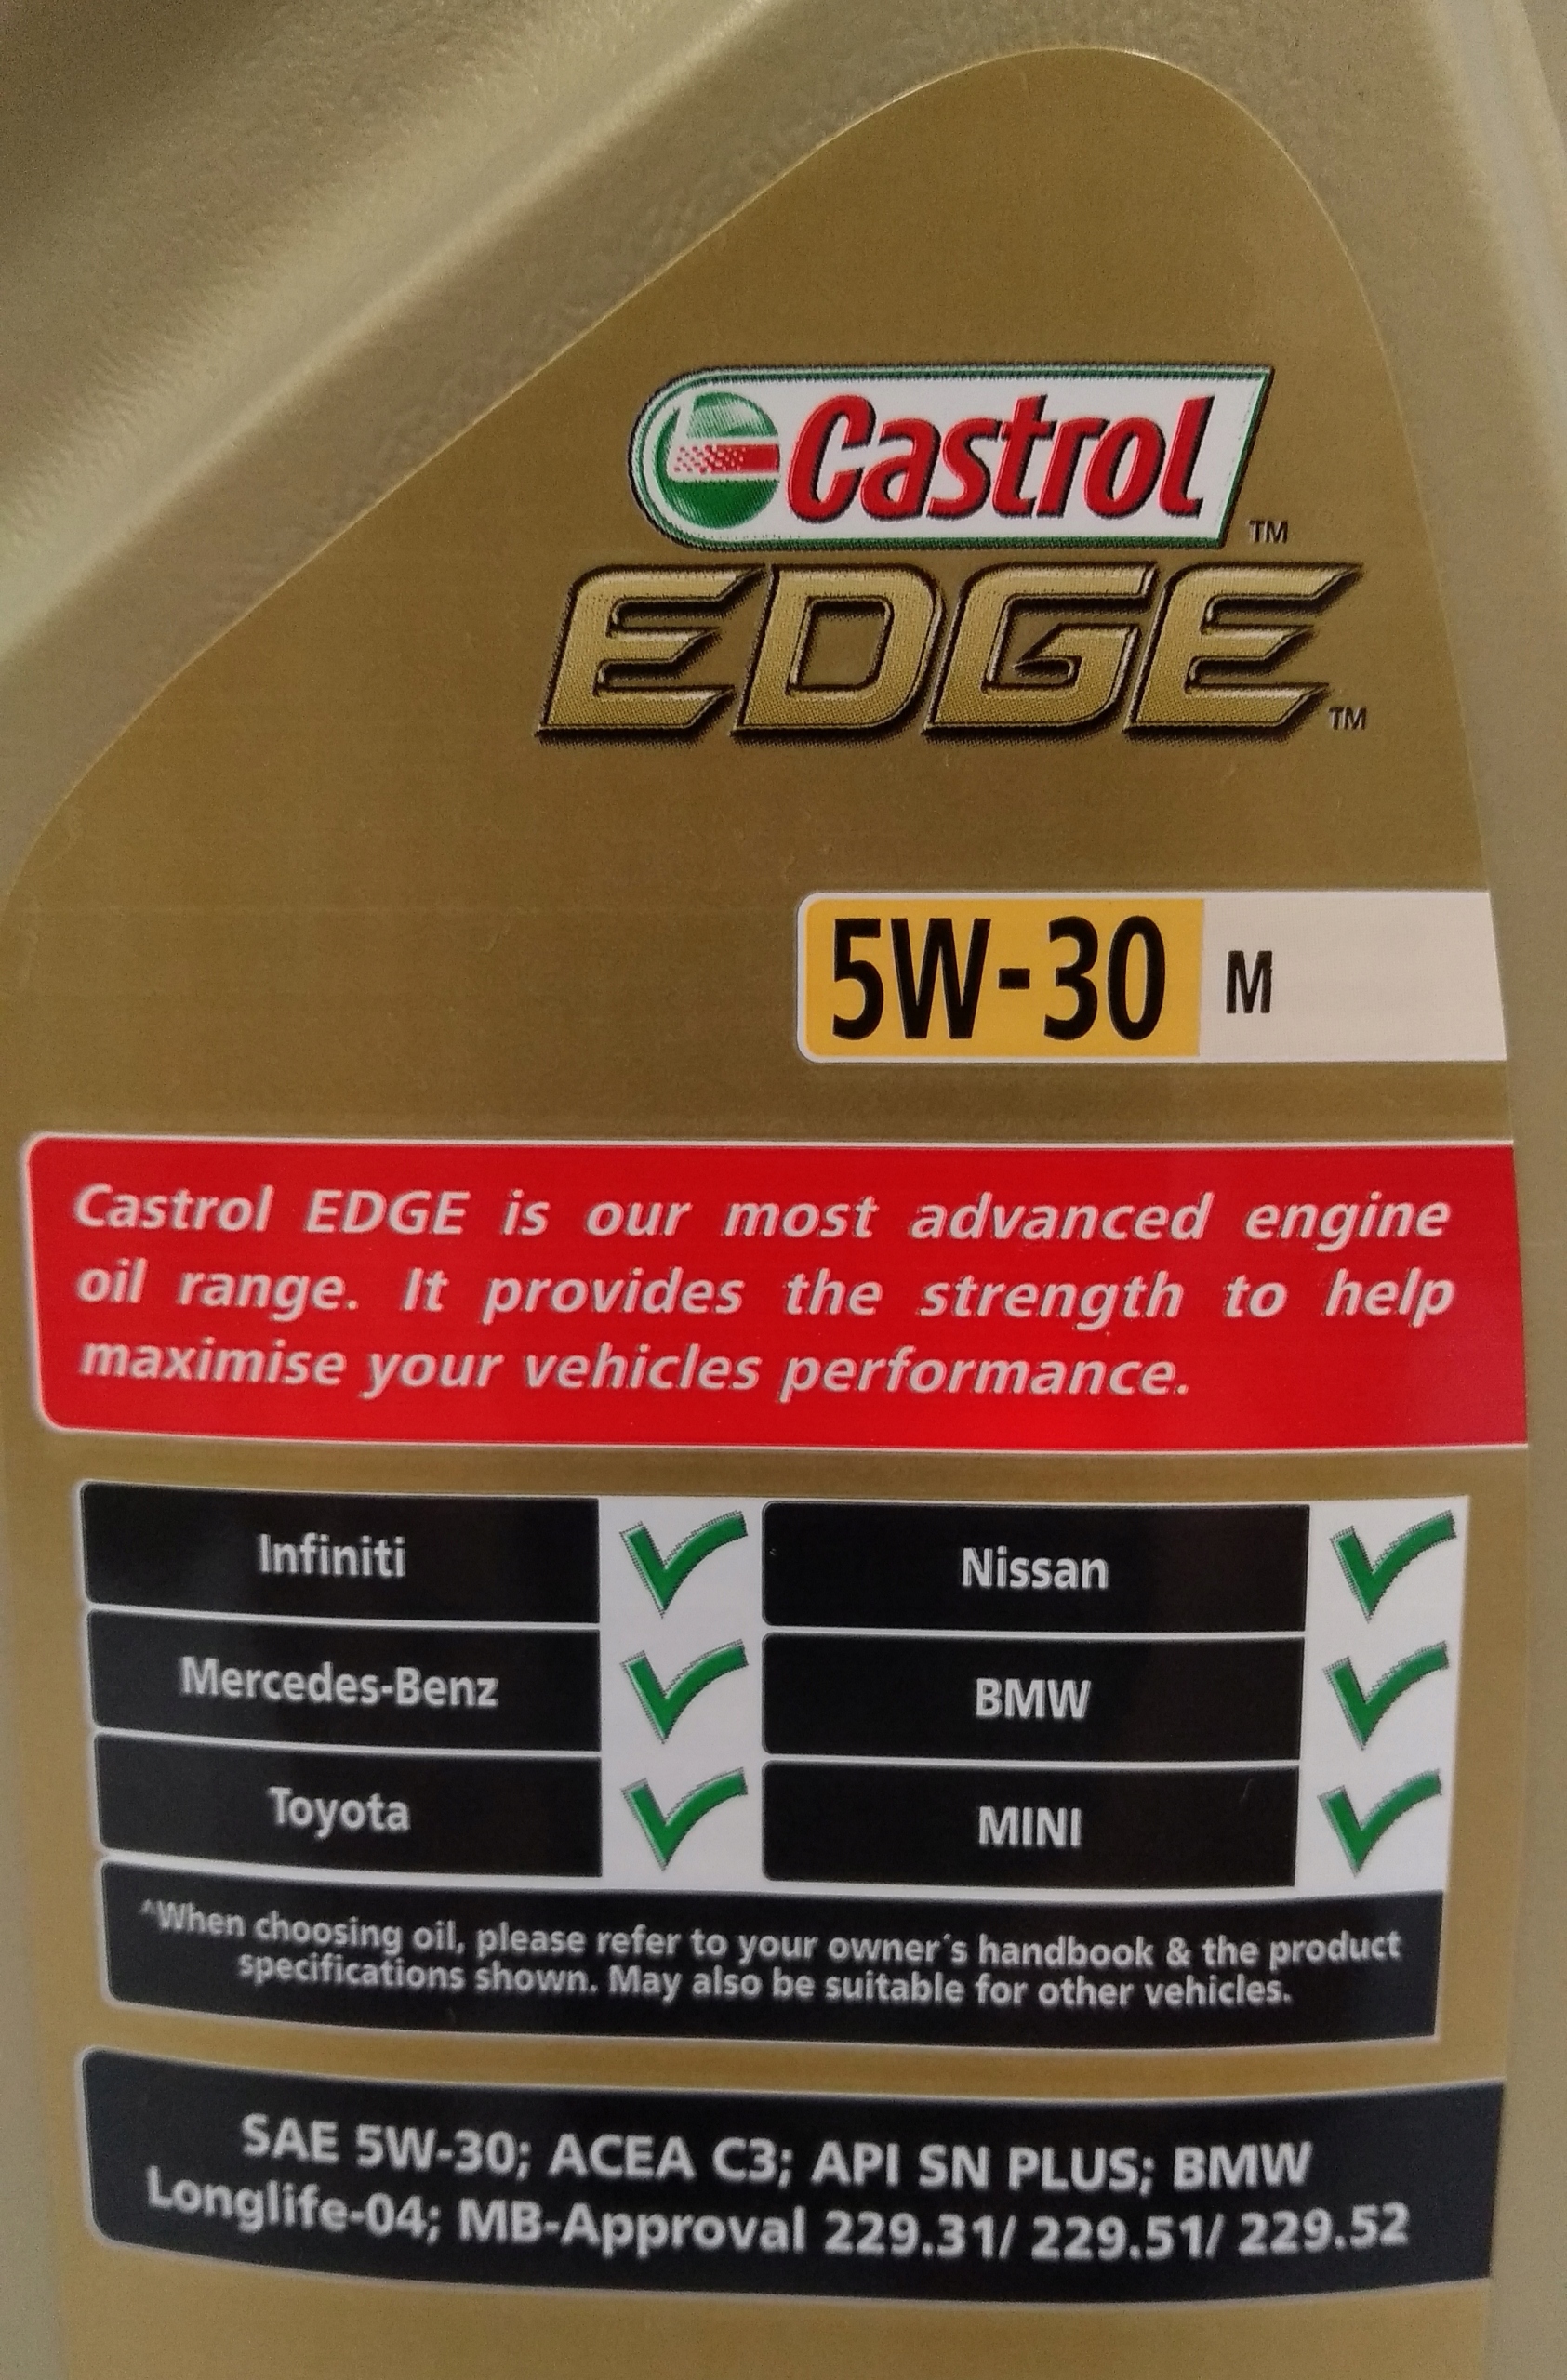 Castrol TM
EDGE TM
5W-30 M
Castrol EDGE is our most advanced engine
oil range. It provides the strength to help
maximise your vehicles performance.
Infiniti
Nissan
Mercedes-Benz
BMW
Toyota
MINI
^When choosing oil, please refer to your owner´s handbook & the product
specifications shown. May also be suitable for other vehicles.
SAE 5W-30; ACEA C3; API SN PLUS; BMW
Longlife-04; MB-Approval 229.31/ 229.51/ 229.52